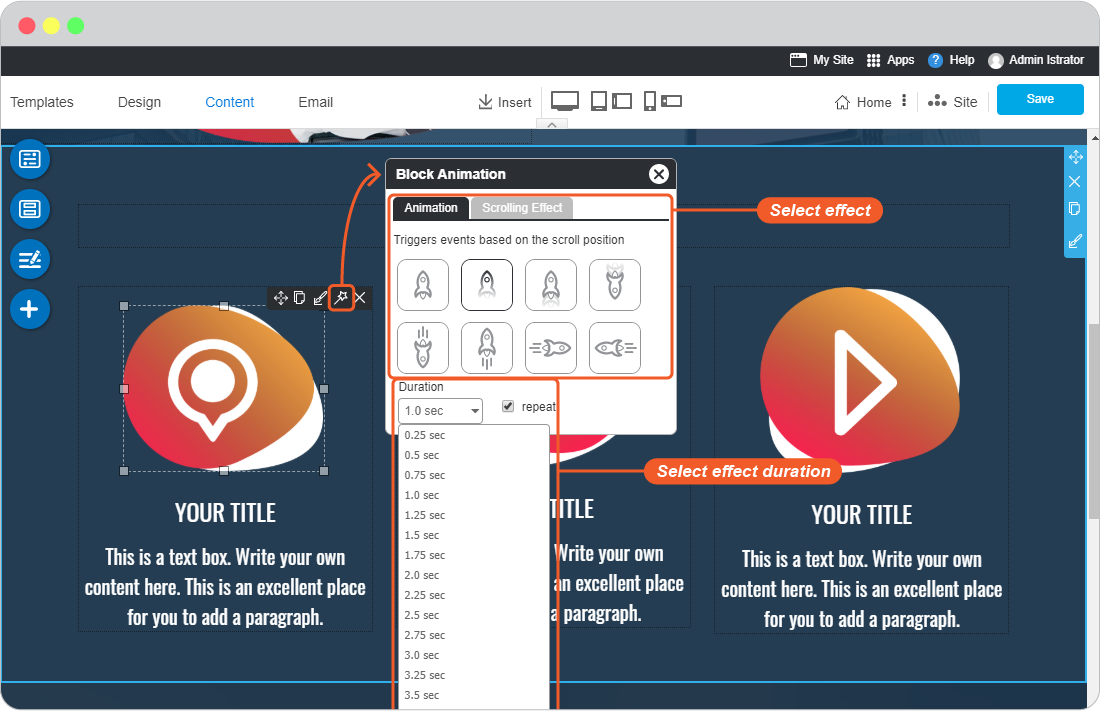 My Site
Apps
? Help
Admin Istrator
Templates
Design
Content
Email
Insert
Home
Site
Save
Block Animation
Animation
Scrolling Effect
Select effect
Triggers events based on the scroll position
Duration
1.0 sec
repeat
0.25 sec
0.5 sec
0.75 sec
1.0 sec
1.25 sec
1.5 sec
1.75 sec
2.0 sec
2.25 sec
2.5 sec
2.75 sec
3.0 sec
3.25 sec
3.5 sec
Select effect duration
YOUR TITLE
This is a text box. Write your own
content here. This is an excellent place
for you to add a paragraph.
TITLE
Write your own
an excellent place
a paragraph.
YOUR TITLE
This is a text box. Write your own
content here. This is an excellent place
for you to add a paragraph.